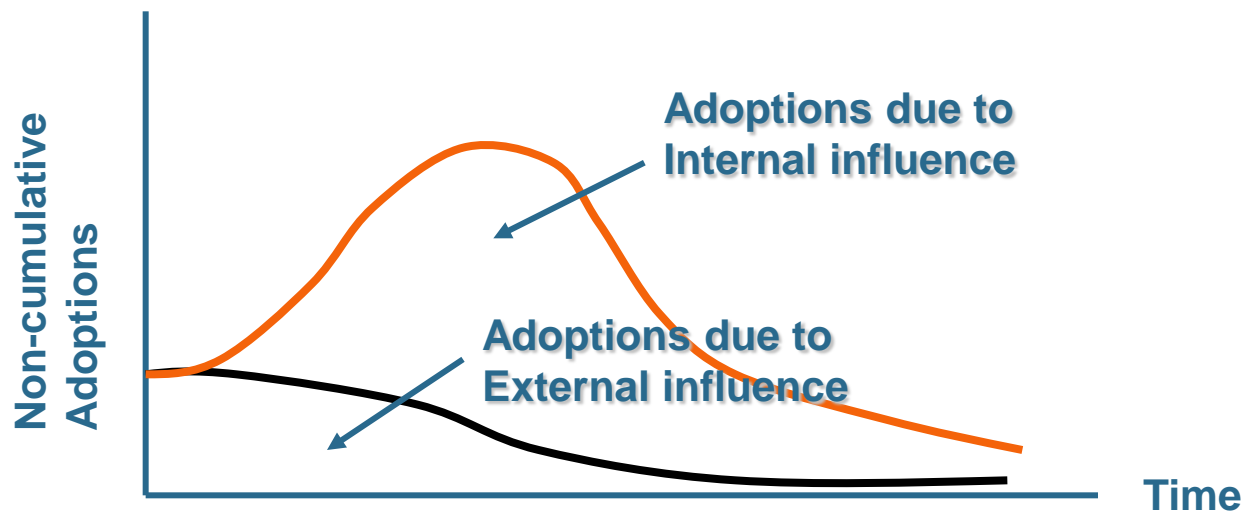 Non-cumulative
Adoptions
Adoptions due to
Internal influence
Adoptions due to
External influence
Time